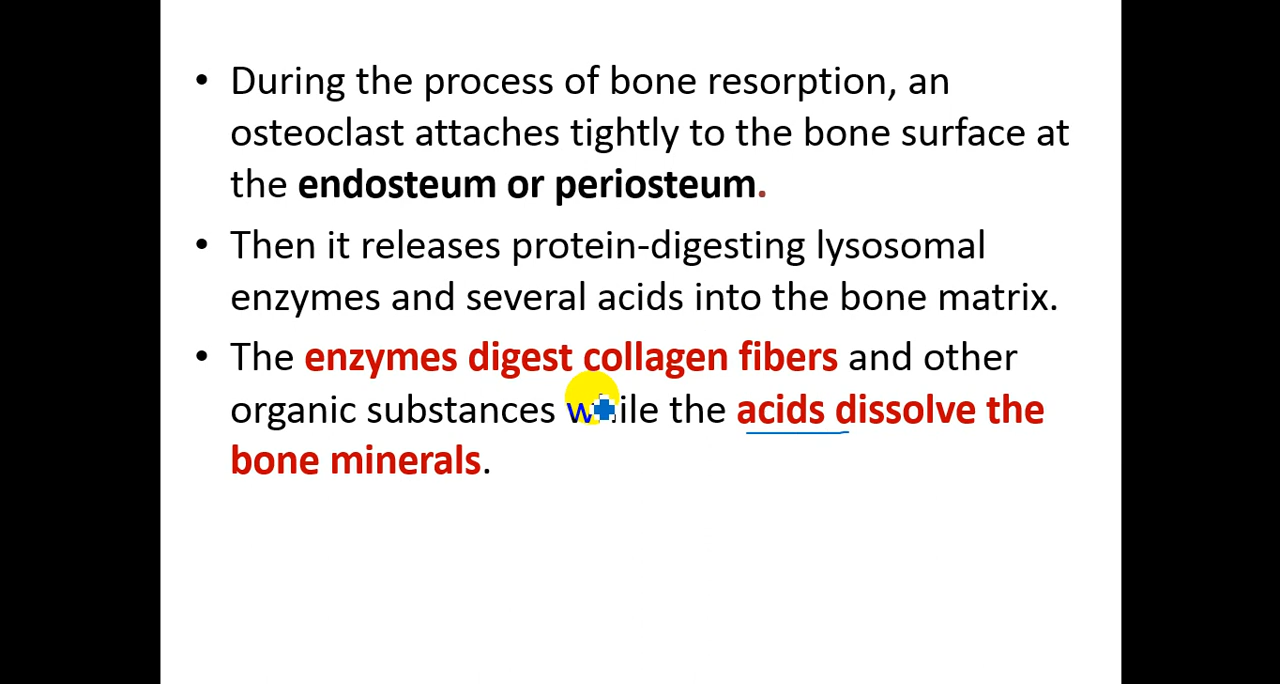 • During the process of bone resorption, an
osteoclast attaches tightly to the bone surface at
the endosteum or periosteum.
• Then it releases protein-digesting lysosomal
enzymes and several acids into the bone matrix.
• The enzymes digest collagen fibers and other
organic substances while the acids dissolve the
bone minerals.